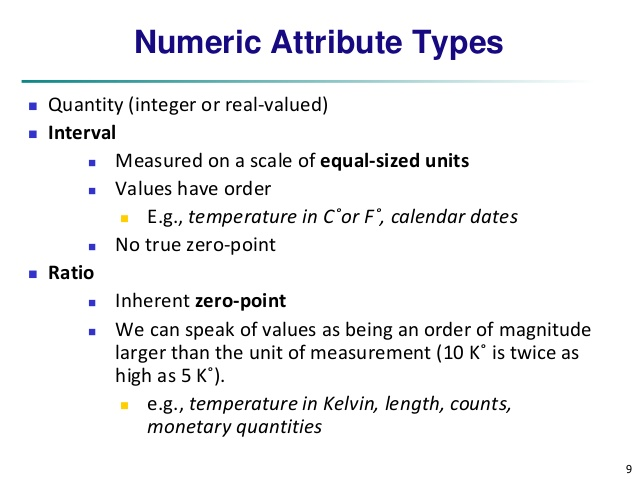 Numeric Attribute Types
Quantity (integer or real-valued)
Interval
Measured on a scale of equal-sized units
Values have order
E.g., temperature in C˚or F˚, calendar dates
No true zero-point
Ratio
Inherent zero-point
We can speak of values as being an order of magnitude
larger than the unit of measurement (10 K˚ is twice as
high as 5 K˚).
e.g., temperature in Kelvin, length, counts,
monetary quantities
9